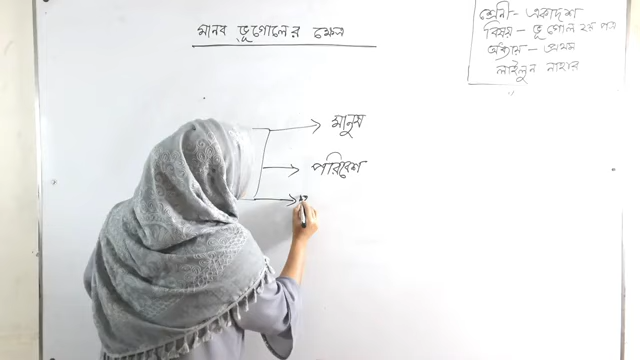 মানব ভূগোলের ক্ষেত্র
শ্রেণী - একাদশ
বিষয় - ভূগোল ২য় পত্র
অধ্যায় - প্রথম
লাইলুন নাহার
মানুষ
পরিবেশ